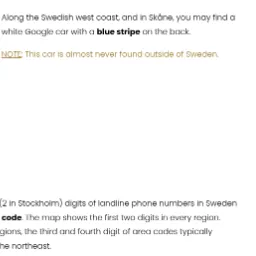 Along the Swedish west coast, and in Skåne, you may find a
white Google car with a blue stripe on the back.
NOTE: This car is almost never found outside of Sweden.
(2 in Stockholm) digits of landline phone numbers in Sweden
code. The map shows the first two digits in every region.
gions, the third and fourth digit of area codes typically
he northeast.